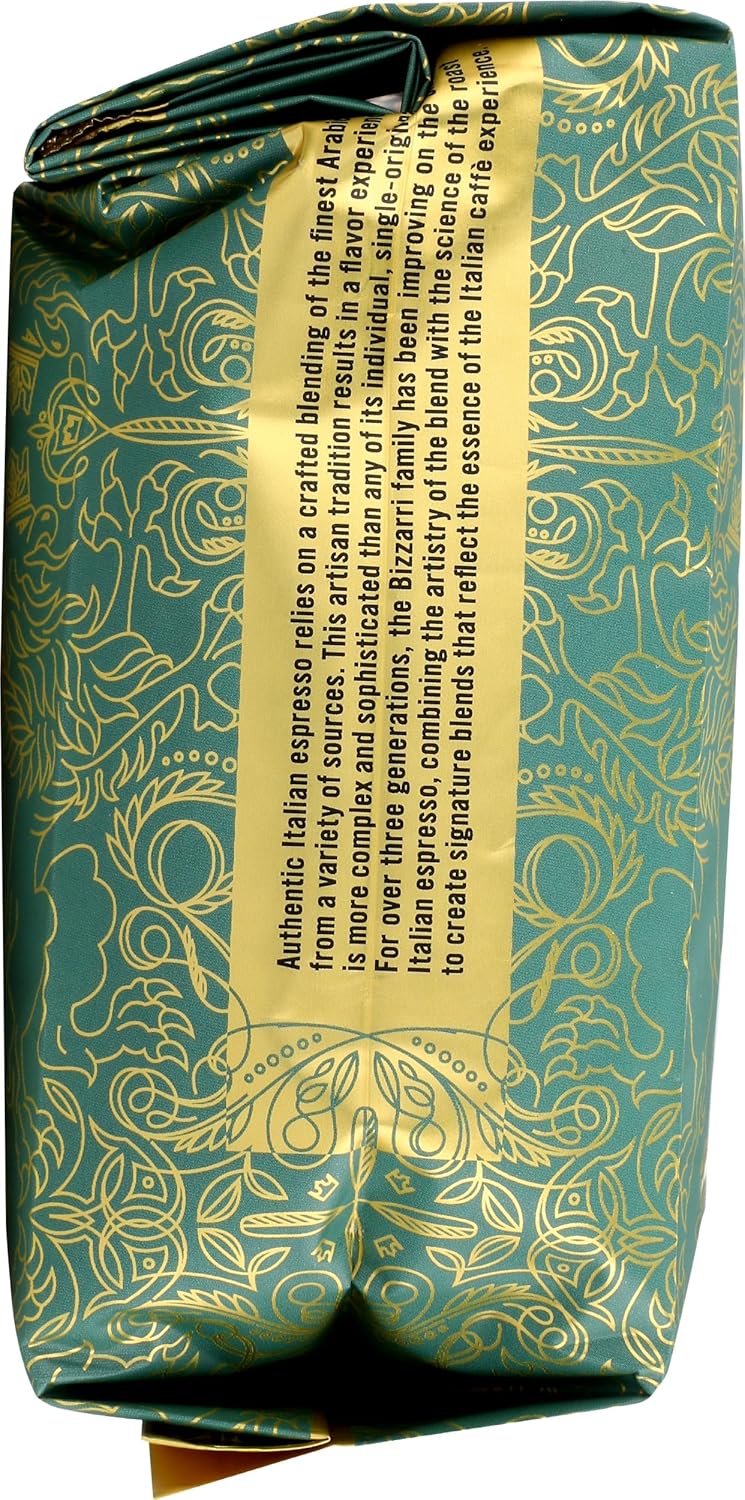 Authentic Italian espresso relies on a crafted blending of the finest
from a variety of sources. This artisan tradition results in a flavor
is more complex and sophisticated than any of its individual,
For over three generations, the Bizzarri family has been improving on the
Italian espresso, combining the artistry of the blend with the science of the roast
to create signature blends that reflect the essence of the Italian caffè experience.